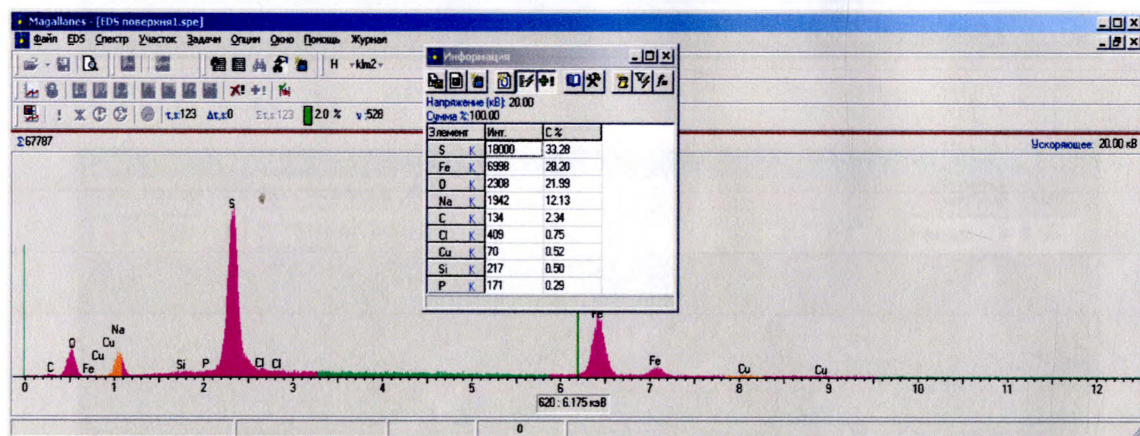 Magallanes - [EDS поверхня1.spe]
Файл EDS Спектр Участок Задачи Опции Окно Помощь Журнал
H klm2
τ,s:123 Δτ,s:0 Στ,s:123 2.0 % v :528
Σ67787
Ускоряющее: 20.00 кВ
Информация
Напряжение (кВ): 20.00
Сумма %:100.00
Элемент Инт. C %
S K 18000 33.28
Fe K 6998 28.20
O K 2308 21.99
Na K 1942 12.13
C K 134 2.34
Cl K 409 0.75
Cu K 70 0.52
Si K 217 0.50
P K 171 0.29
S
Fe
Na
O Cu
Cu
C Fe
Si P Cl Cl
Fe
Cu Cu
0 1 2 3 4 5 6 7 8 9 10 11 12
620 : 6.175 кэВ
0